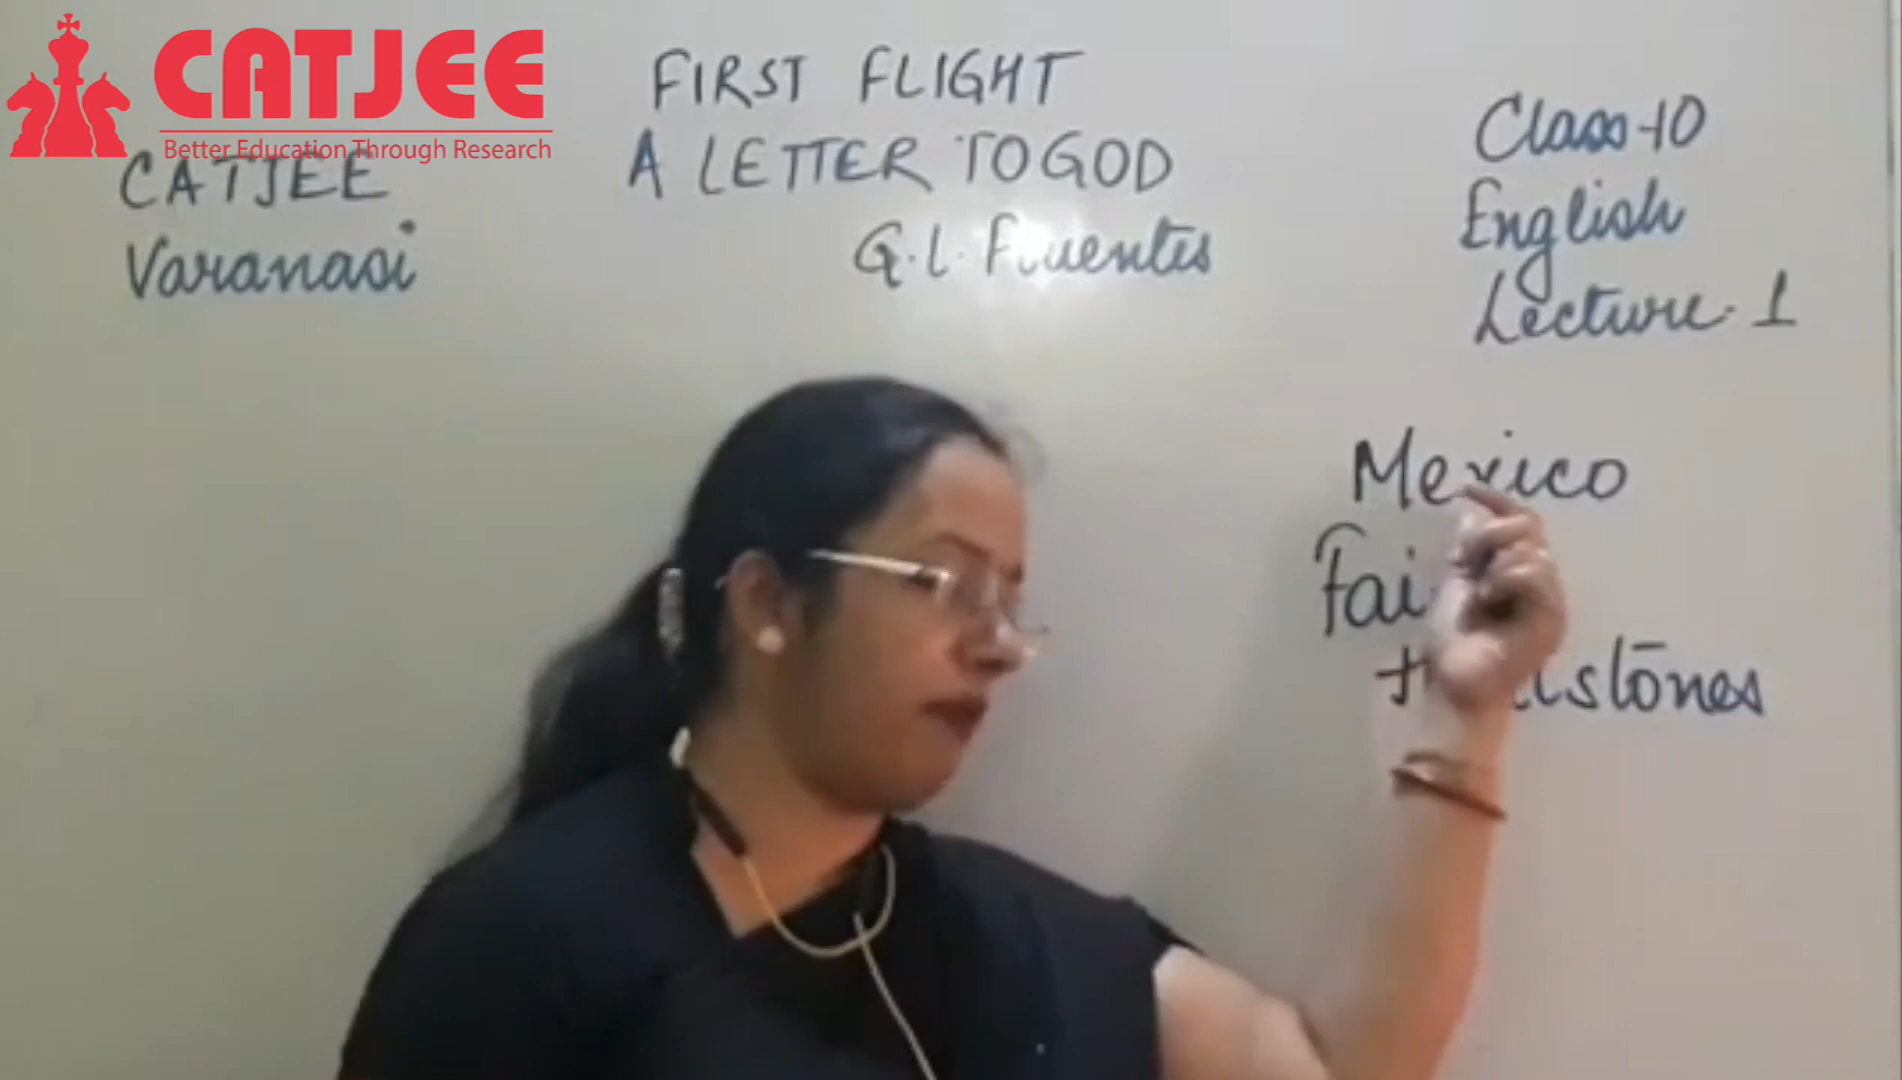 CATJEE
Better Education Through Research
CATJEE
Varanasi
FIRST FLIGHT
A LETTER TO GOD
G.L. Fuentes
Class-10
English
Lecture-1
Mexico